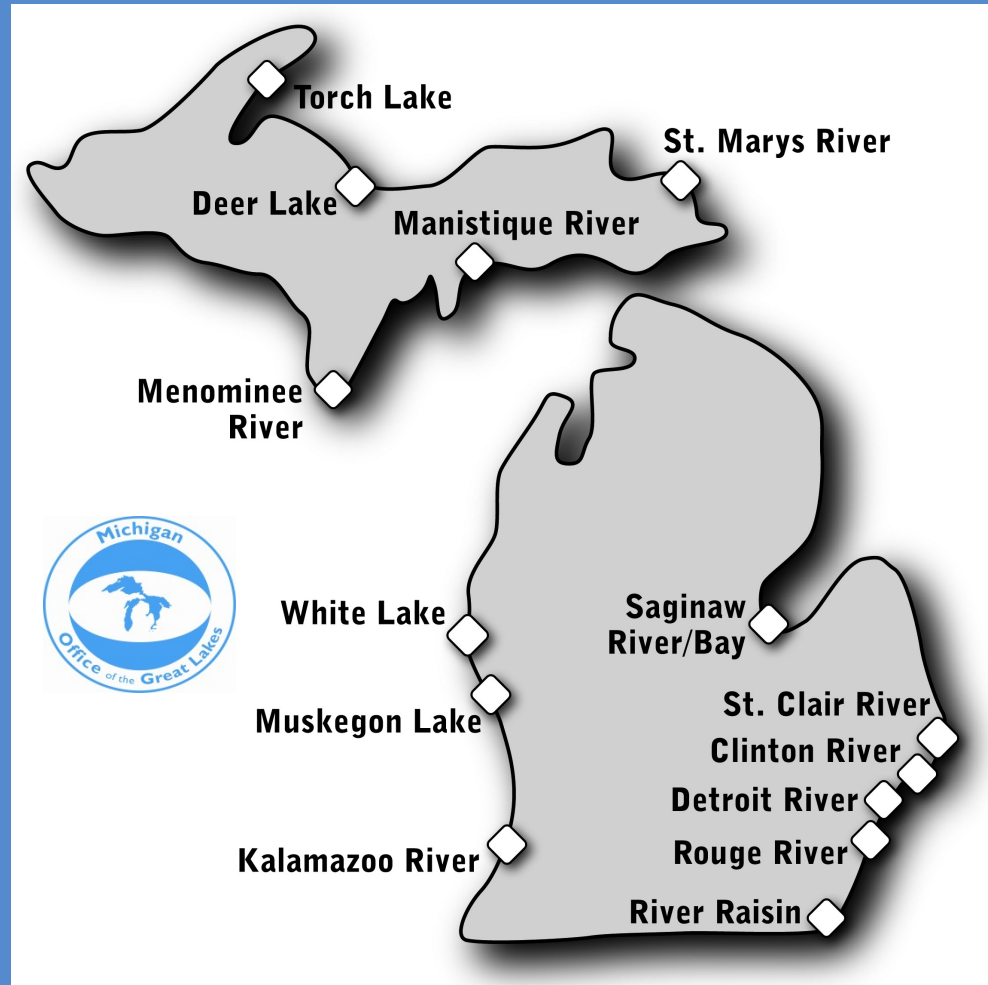 Torch Lake
St. Marys River
Deer Lake
Manistique River
Menominee
River
Michigan
Office of the Great Lakes
White Lake
Saginaw
River/Bay
Muskegon Lake
St. Clair River
Clinton River
Detroit River
Kalamazoo River
Rouge River
River Raisin